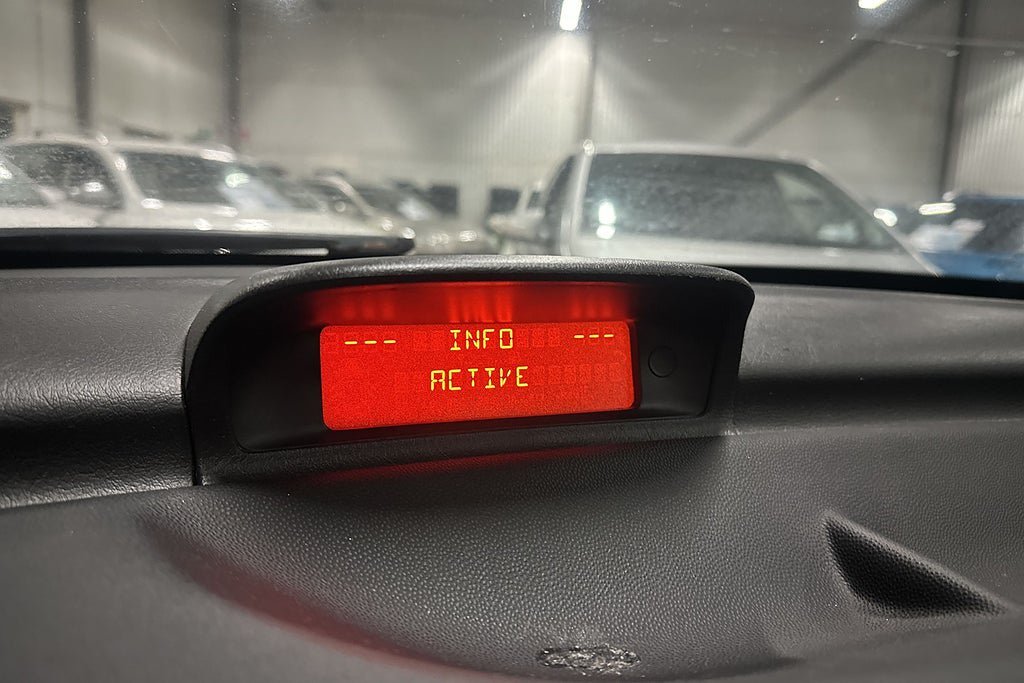 --- INFO ---
ACTIVE